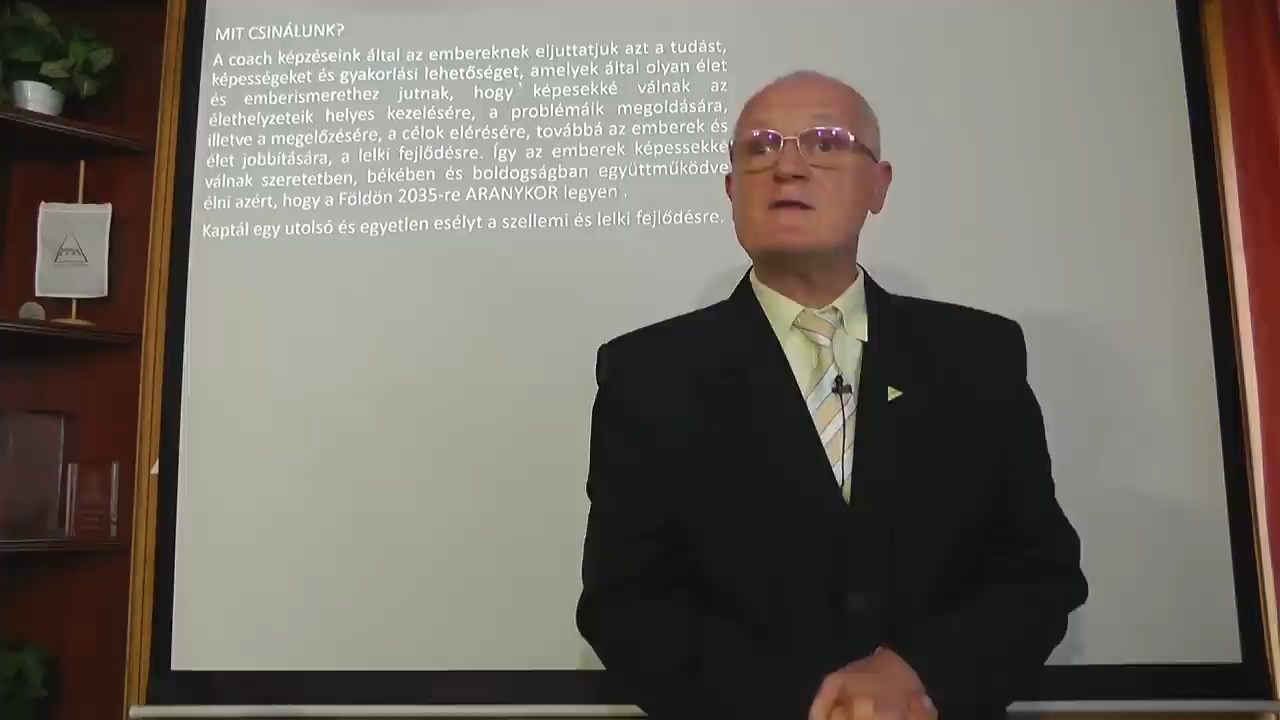 MIT CSINÁLUNK?
A coach képzéseink által az embereknek eljuttatjuk azt a tudást,
képességeket és gyakorlási lehetőséget, amelyek által olyan élet
és emberismerethez jutnak, hogy képesekké válnak az
élethelyzeteik helyes kezelésére, a problémáik megoldására,
illetve a megelőzésére, a célok elérésére, továbbá az emberek és
élet jobbítására, a lelki fejlődésre. Így az emberek képessekké
válnak szeretetben, békében és boldogságban együttműködve
élni azért, hogy a Földön 2035-re ARANYKOR legyen .
Kaptál egy utolsó és egyetlen esélyt a szellemi és lelki fejlődésre.